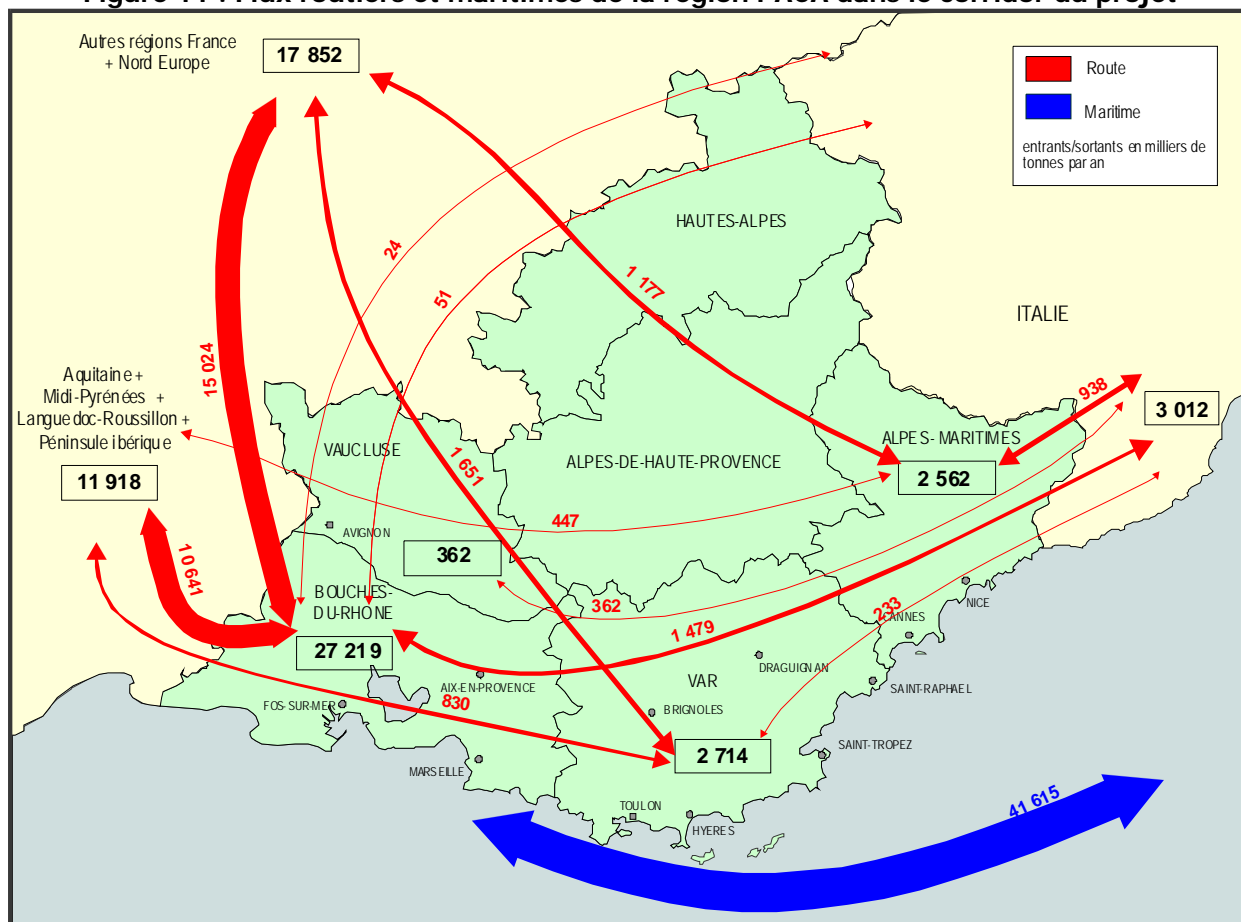 Autres régions France
+ Nord Europe
17 852
Route
Maritime
entrants/sortants en milliers de
tonnes par an
HAUTES-ALPES
24
51
1 177
ITALIE
15 024
Aquitaine +
Midi-Pyrénées +
Languedoc-Roussillon +
Péninsule ibérique
11 918
938
3 012
VAUCLUSE
ALPES-DE-HAUTE-PROVENCE
ALPES- MARITIMES
2 562
1 651
447
AVIGNON
362
10 641
BOUCHES-
DU-RHONE
27 219
362
1 479
233
NICE
CANNES
DRAGUIGNAN
VAR
AIX-EN-PROVENCE
SAINT-RAPHAEL
FOS-SUR-MER
830
BRIGNOLES
2 714
SAINT-TROPEZ
MARSEILLE
TOULON
HYERES
41 615